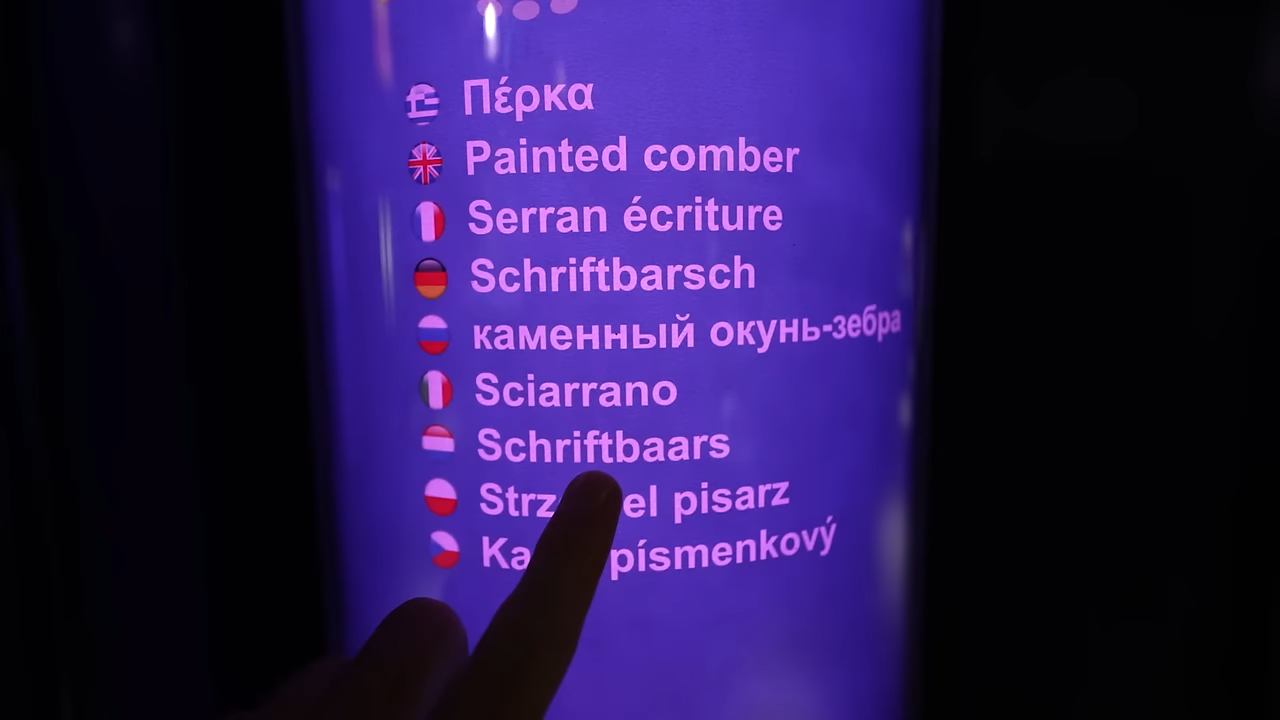 Πέρκα
Painted comber
Serran écriture
Schriftbarsch
каменный окунь-зебра
Sciarrano
Schriftbaars
pisarz
písmenkový